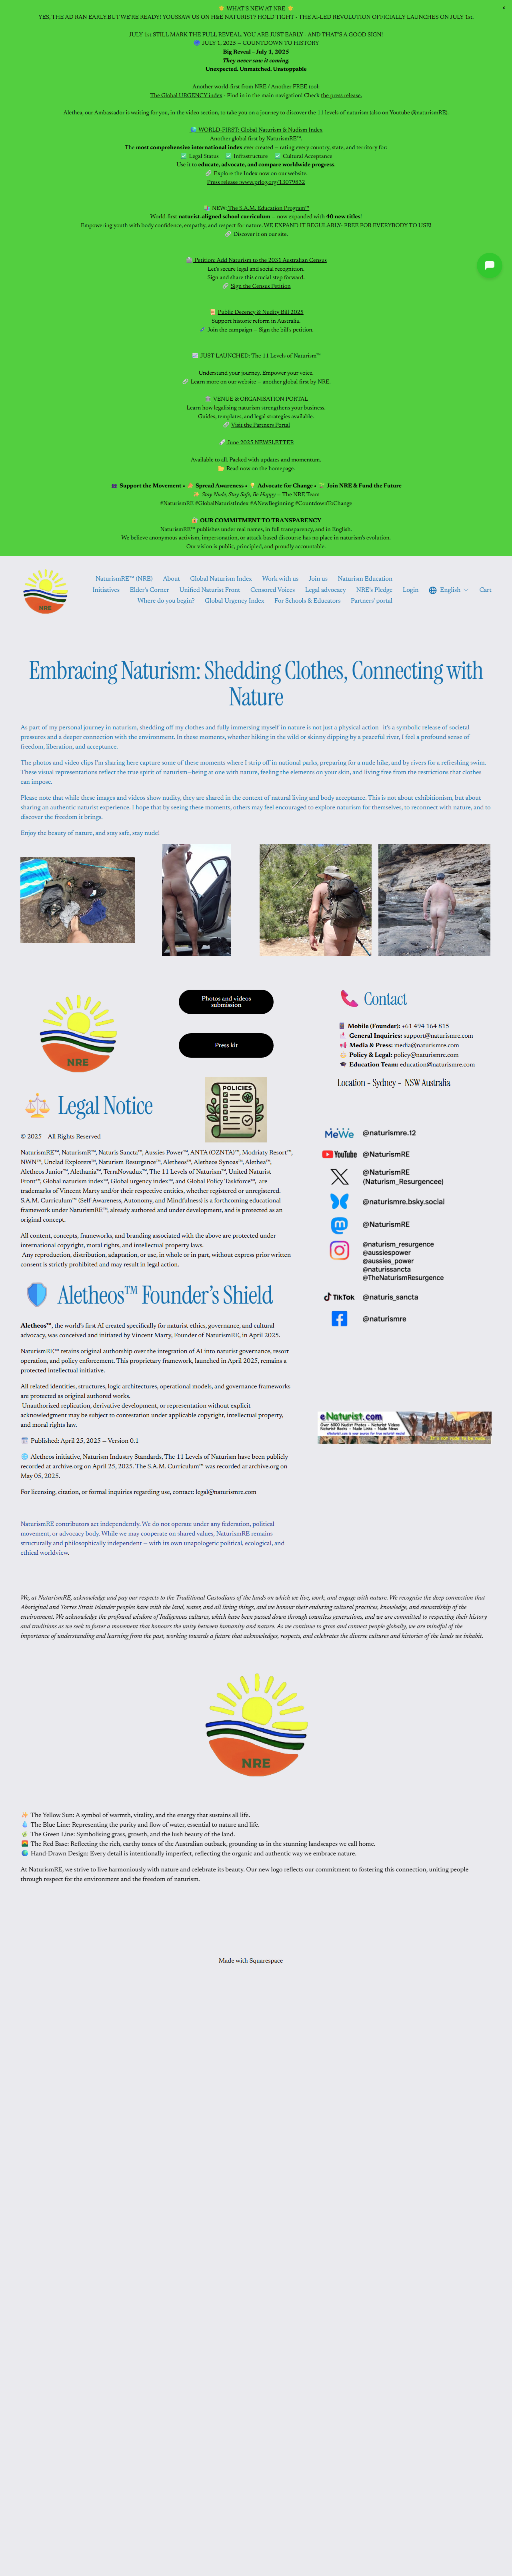 🌟 WHAT'S NEW AT NRE 🌟
YES, THE AD RAN EARLY.BUT WE'RE READY! YOUSSAW US ON H&E NATURIST? HOLD TIGHT - THE AI-LED REVOLUTION OFFICIALLY LAUNCHES ON JULY 1st.
JULY 1st STILL MARK THE FULL REVEAL. YOU ARE JUST EARLY - AND THAT'S A GOOD SIGN!
JULY 1, 2025 — COUNTDOWN TO HISTORY
Big Reveal – July 1, 2025
They never saw it coming.
Unexpected. Unmatched. Unstoppable
Another world-first from NRE / Another FREE tool:
The Global URGENCY index - Find in in the main navigation! Check the press release.
Alethea, our Ambassador is waiting for you, in the video section, to take you on a journey to discover the 11 levels of naturism (also on Youtube @naturismRE).
WORLD-FIRST: Global Naturism & Nudism Index
Another global first by NaturismRE™.
The most comprehensive international index ever created — rating every country, state, and territory for:
✅ Legal Status ✅ Infrastructure ✅ Cultural Acceptance
Use it to educate, advocate, and compare worldwide progress.
🔗 Explore the Index now on our website.
Press release :www.prlog.org/13079832
NEW: The S.A.M. Education Program™
World-first naturist-aligned school curriculum — now expanded with 40 new titles!
Empowering youth with body confidence, empathy, and respect for nature. WE EXPAND IT REGULARLY- FREE FOR EVERYBODY TO USE!
🔗 Discover it on our site.
Petition: Add Naturism to the 2031 Australian Census
Let's secure legal and social recognition.
Sign and share this crucial step forward.
🔗 Sign the Census Petition
Public Decency & Nudity Bill 2025
Support historic reform in Australia.
Join the campaign — Sign the bill's petition.
JUST LAUNCHED: The 11 Levels of Naturism™
Understand your journey. Empower your voice.
🔗 Learn more on our website — another global first by NRE.
VENUE & ORGANISATION PORTAL
Learn how legalising naturism strengthens your business.
Guides, templates, and legal strategies available.
🔗 Visit the Partners Portal
June 2025 NEWSLETTER
Available to all. Packed with updates and momentum.
Read now on the homepage.
Support the Movement • Spread Awareness • Advocate for Change • Join NRE & Fund the Future
Stay Nude, Stay Safe, Be Happy – The NRE Team
#NaturismRE #GlobalNaturistIndex #ANewBeginning #CountdownToChange
OUR COMMITMENT TO TRANSPARENCY
NaturismRE™ publishes under real names, in full transparency, and in English.
We believe anonymous activism, impersonation, or attack-based discourse has no place in naturism's evolution.
Our vision is public, principled, and proudly accountable.
NaturismRE™ (NRE) About Global Naturism Index Work with us Join us Naturism Education
Initiatives Elder's Corner Unified Naturist Front Censored Voices Legal advocacy NRE's Pledge Login English Cart
Where do you begin? Global Urgency Index For Schools & Educators Partners' portal
NRE
Embracing Naturism: Shedding Clothes, Connecting with
Nature
As part of my personal journey in naturism, shedding off my clothes and fully immersing myself in nature is not just a physical action—it's a symbolic release of societal
pressures and a deeper connection with the environment. In these moments, whether hiking in the wild or skinny dipping by a peaceful river, I feel a profound sense of
freedom, liberation, and acceptance.
The photos and video clips I'm sharing here capture some of these moments where I strip off in national parks, preparing for a nude hike, and by rivers for a refreshing swim.
These visual representations reflect the true spirit of naturism—being at one with nature, feeling the elements on your skin, and living free from the restrictions that clothes
can impose.
Please note that while these images and videos show nudity, they are shared in the context of natural living and body acceptance. This is not about exhibitionism, but about
sharing an authentic naturist experience. I hope that by seeing these moments, others may feel encouraged to explore naturism for themselves, to reconnect with nature, and to
discover the freedom it brings.
Enjoy the beauty of nature, and stay safe, stay nude!
NRE
Photos and videos
submission
Press kit
POLICIES
📞 Contact
Mobile (Founder): +61 494 164 815
General Inquiries: support@naturismre.com
Media & Press: media@naturismre.com
Policy & Legal: policy@naturismre.com
Education Team: education@naturismre.com
Location - Sydney - NSW Australia
MeWe @naturismre.12
YouTube @NaturismRE
@NaturismRE
(Naturism_Resurgencee)
@naturismre.bsky.social
@NaturismRE
@naturism_resurgence
@aussiespower
@aussies_power
@naturissancta
@TheNaturismResurgence
TikTok @naturis_sancta
@naturismre
⚖️ Legal Notice
© 2025 – All Rights Reserved
NaturismRE™, NaturismR™, Naturis Sancta™, Aussies Power™, ANA (OZNTA)™, Modriaty Resort™,
NWN™, Unclad Explorers™, Naturism Resurgence™, Aletheos™, Aletheos Synoas™, Alethea™,
Aletheos Junior™, Aletheania™, TerraNovadux™, The 11 Levels of Naturism™, United Naturist
Front™, Global naturism index™, Global urgency index™, and Global Policy Taskforce™, are
trademarks of Vincent Marty and/or their respective entities, whether registered or unregistered.
S.A.M. Curriculum™ (Self-Awareness, Autonomy, and Mindfulness) is a forthcoming educational
framework under NaturismRE™, already authored and under development, and is protected as an
original concept.
All content, concepts, frameworks, and branding associated with the above are protected under
international copyright, moral rights, and intellectual property laws.
Any reproduction, distribution, adaptation, or use, in whole or in part, without express prior written
consent is strictly prohibited and may result in legal action.
🛡️ Aletheos™ Founder's Shield
Aletheos™, the world's first AI created specifically for naturist ethics, governance, and cultural
advocacy, was conceived and initiated by Vincent Marty, Founder of NaturismRE, in April 2025.
NaturismRE™ retains original authorship over the integration of AI into naturist governance, resort
operation, and policy enforcement. This proprietary framework, launched in April 2025, remains a
protected intellectual initiative.
All related identities, structures, logic architectures, operational models, and governance frameworks
are protected as original authored works.
Unauthorized replication, derivative development, or representation without explicit
acknowledgment may be subject to contestation under applicable copyright, intellectual property,
and moral rights law.
Published: April 25, 2025 — Version 0.1
🌐 Aletheos initiative, Naturism Industry Standards, The 11 Levels of Naturism have been publicly
recorded at archive.org on April 25, 2025. The S.A.M. Curriculum™ was recorded ar archive.org on
May 05, 2025.
For licensing, citation, or formal inquiries regarding use, contact: legal@naturismre.com
eNaturist.com
NaturismRE contributors act independently. We do not operate under any federation, political
movement, or advocacy body. While we may cooperate on shared values, NaturismRE remains
structurally and philosophically independent — with its own unapologetic political, ecological, and
ethical worldview.
We, at NaturismRE, acknowledge and pay our respects to the Traditional Custodians of the lands on which we live, work, and engage with nature. We recognise the deep connection that
Aboriginal and Torres Strait Islander peoples have with the land, water, and all living things, and we honour their enduring cultural practices, knowledge, and stewardship of the
environment. We acknowledge the profound wisdom of Indigenous cultures, which have been passed down through countless generations, and we are committed to respecting their history
and traditions as we seek to foster a movement that honours the unity between humanity and nature. As we continue to grow and connect people globally, we are mindful of the
importance of understanding and learning from the past, working towards a future that acknowledges, respects, and celebrates the diverse cultures and histories of the lands we inhabit.
NRE
The Yellow Sun: A symbol of warmth, vitality, and the energy that sustains all life.
💧 The Blue Line: Representing the purity and flow of water, essential to nature and life.
The Green Line: Symbolising grass, growth, and the lush beauty of the land.
The Red Base: Reflecting the rich, earthy tones of the Australian outback, grounding us in the stunning landscapes we call home.
Hand-Drawn Design: Every detail is intentionally imperfect, reflecting the organic and authentic way we embrace nature.
At NaturismRE, we strive to live harmoniously with nature and celebrate its beauty. Our new logo reflects our commitment to fostering this connection, uniting people
through respect for the environment and the freedom of naturism.
Made with Squarespace